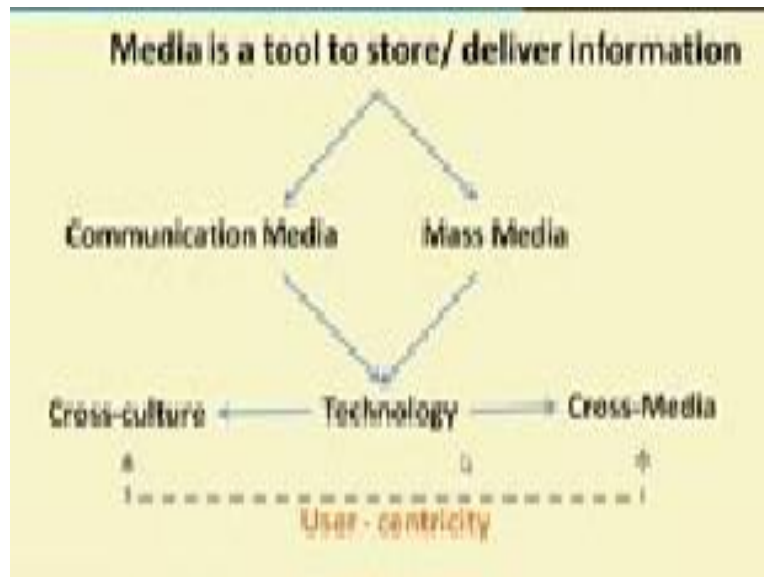 Media is a tool to store/ deliver information
Communication Media Mass Media
Cross-culture Technology Cross-Media
User - centricity